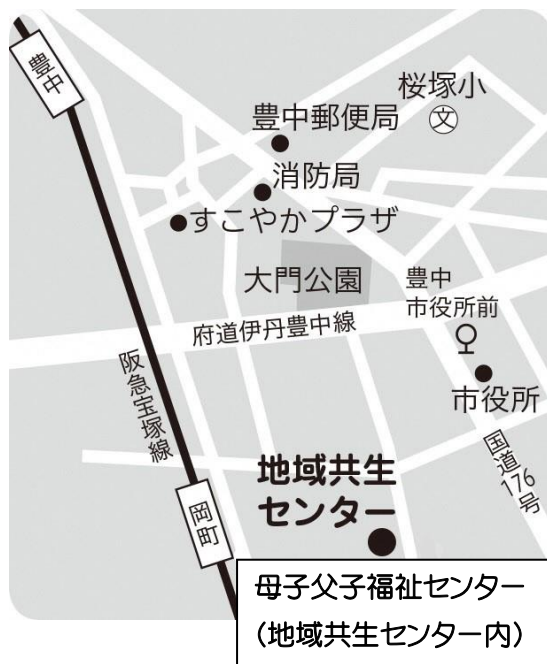 豊中
桜塚小
文
豊中郵便局
消防局
すこやかプラザ
大門公園
豊中
市役所前
府道伊丹豊中線
市役所
阪急宝塚線
国道176号
地域共生
センター
岡町
母子父子福祉センター
（地域共生センター内）